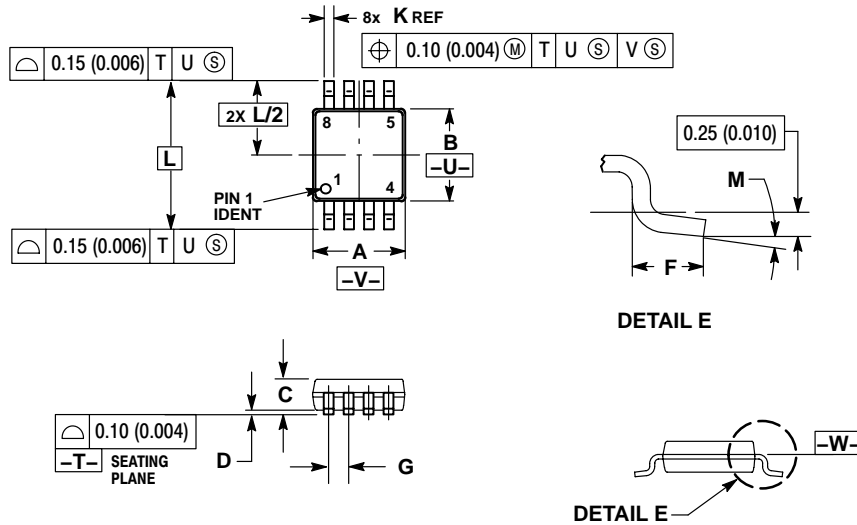 8x K REF
⌓ 0.15 (0.006) T U Ⓢ
⌖ 0.10 (0.004) Ⓜ T U Ⓢ V Ⓢ
2X L/2
8 5
B
-U-
L
PIN 1
IDENT
1
4
⌓ 0.15 (0.006) T U Ⓢ
A
-V-
0.25 (0.010)
M
F
DETAIL E
C
⌓ 0.10 (0.004)
-T- SEATING
PLANE
D
G
-W-
DETAIL E